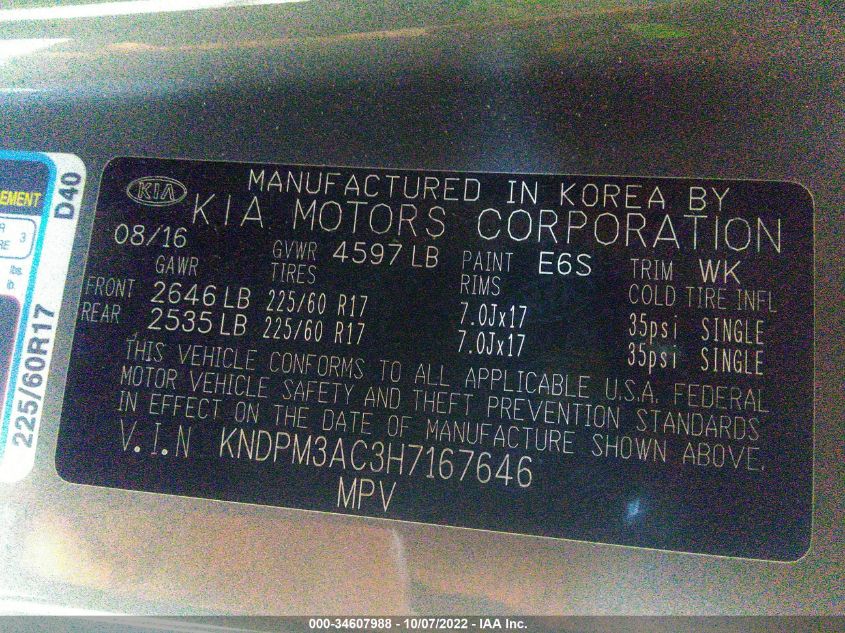 KIA
MANUFACTURED IN KOREA BY
KIA MOTORS CORPORATION
08/16 GVWR 4597 LB PAINT E6S TRIM WK
GAWR TIRES RIMS COLD TIRE INFL
FRONT 2646 LB 225/60 R17 7.0Jx17 35psi SINGLE
REAR 2535 LB 225/60 R17 7.0Jx17 35psi SINGLE
THIS VEHICLE CONFORMS TO ALL APPLICABLE U.S.A. FEDERAL
MOTOR VEHICLE SAFETY AND THEFT PREVENTION STANDARDS
IN EFFECT ON THE DATE OF MANUFACTURE SHOWN ABOVE.
V.I.N KNDPM3AC3H7167646
MPV
D40
225/60R17
3
lbs.
lb.
000-34607988 - 10/07/2022 - IAA Inc.